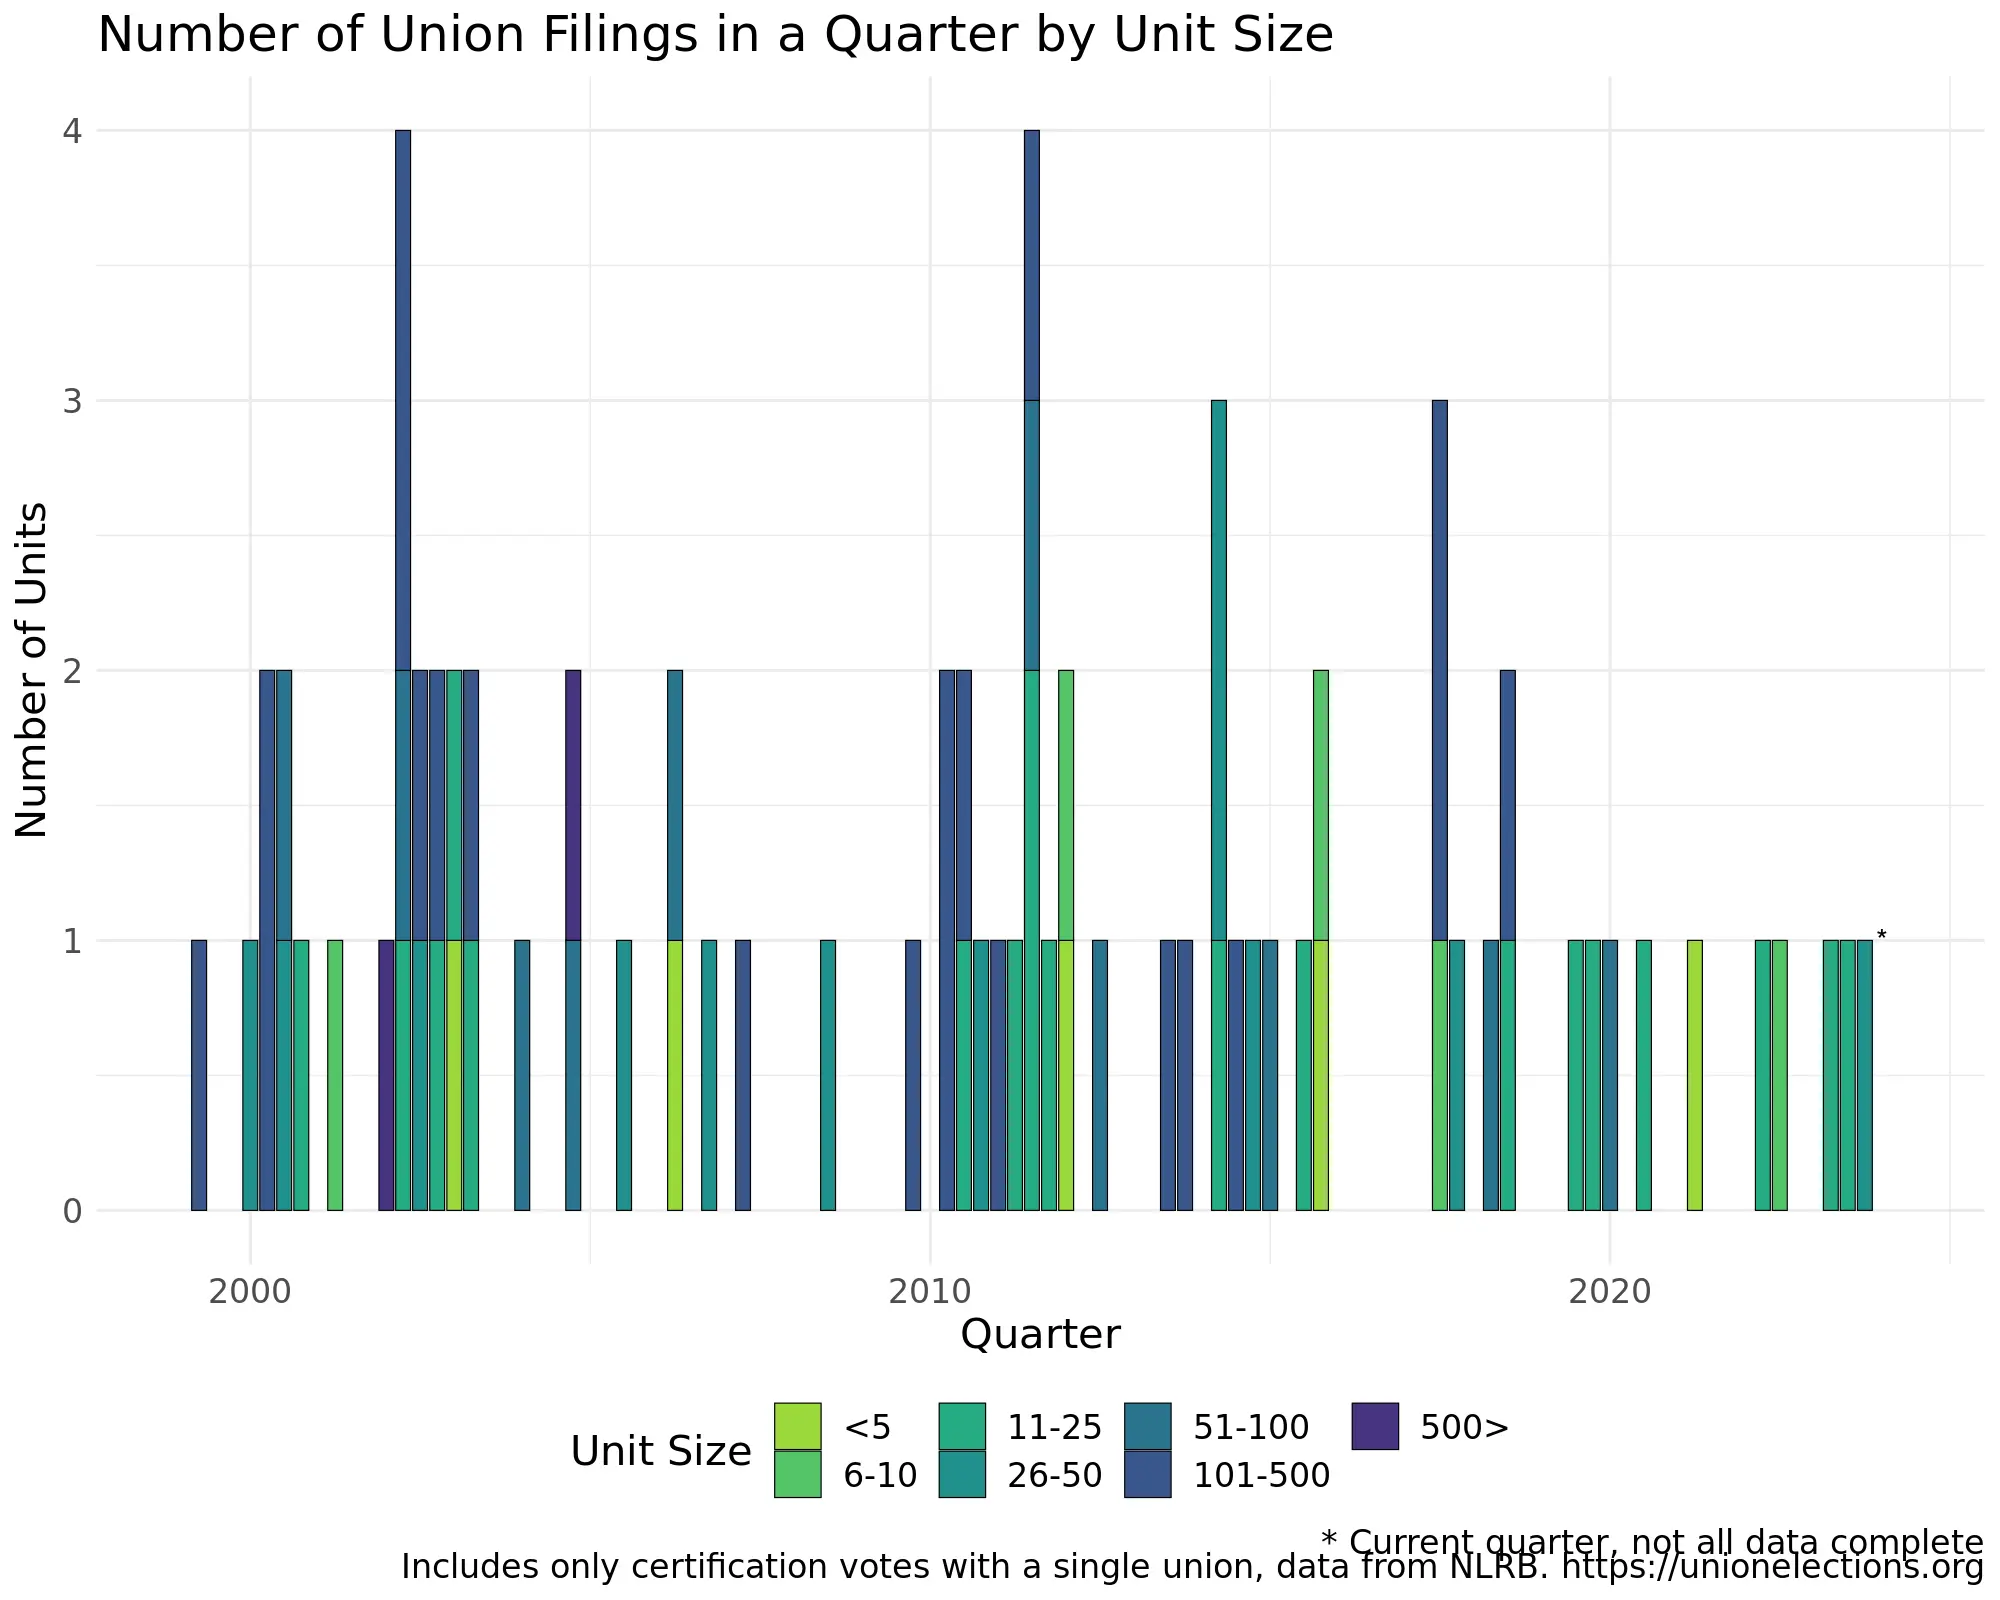 Number of Union Filings in a Quarter by Unit Size
4
3
2
1
0
Number of Units
*
2000 2010 2020
Quarter
Unit Size
<5 11-25 51-100 500>
6-10 26-50 101-500
* Current quarter, not all data complete
Includes only certification votes with a single union, data from NLRB. https://unionelections.org